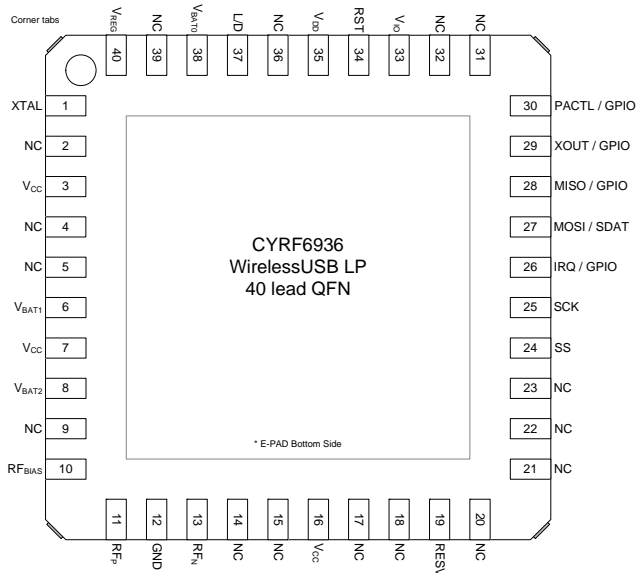 Corner tabs
VREG
NC
VBAT0
L/D
NC
VDD
RST
VIO
NC
NC
40
39
38
37
36
35
34
33
32
31
XTAL 1
NC 2
VCC 3
NC 4
NC 5
VBAT1 6
VCC 7
VBAT2 8
NC 9
RFBIAS 10
CYRF6936
WirelessUSB LP
40 lead QFN
* E-PAD Bottom Side
30 PACTL / GPIO
29 XOUT / GPIO
28 MISO / GPIO
27 MOSI / SDAT
26 IRQ / GPIO
25 SCK
24 SS
23 NC
22 NC
21 NC
11
12
13
14
15
16
17
18
19
20
RFP
GND
RFN
NC
NC
VCC
NC
NC
NC